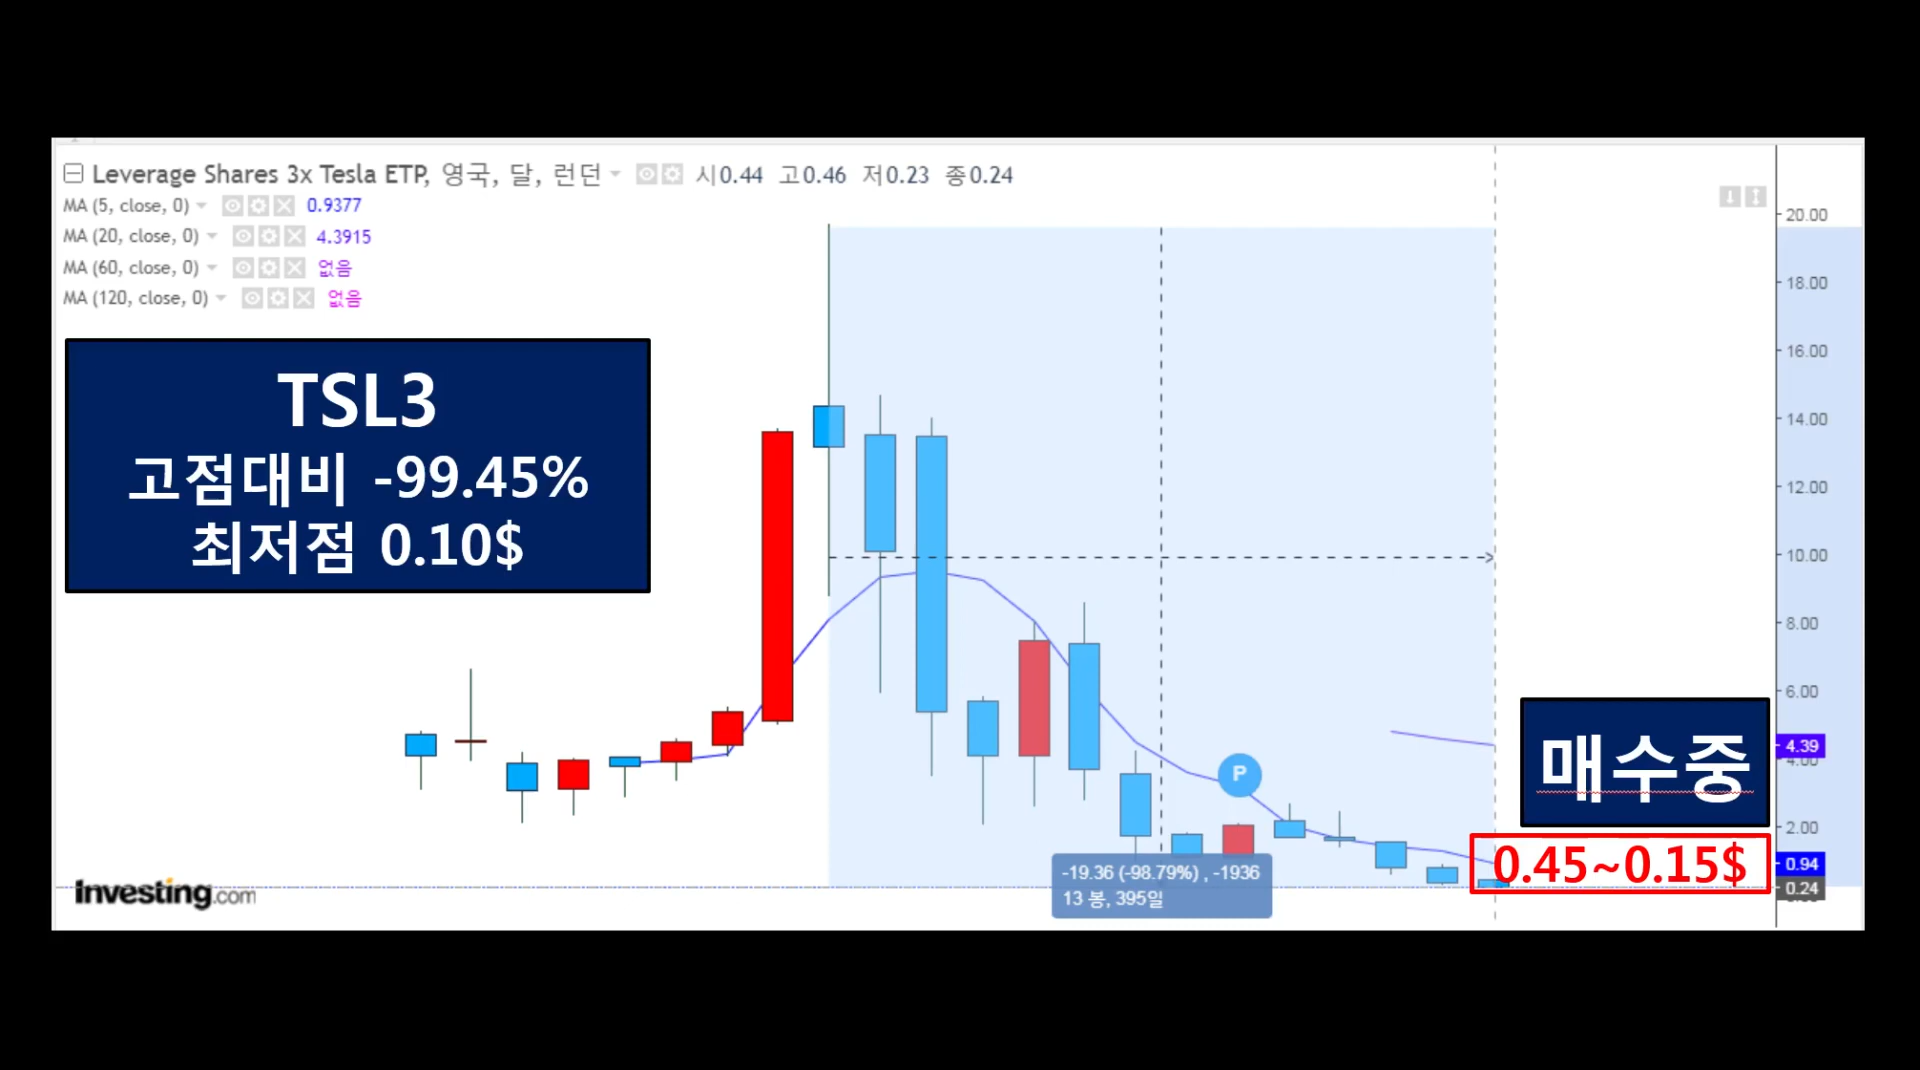 Leverage Shares 3x Tesla ETP, 영국, 달, 런던 시0.44 고0.46 저0.23 종0.24
MA (5, close, 0) 0.9377
MA (20, close, 0) 4.3915
MA (60, close, 0) 없음
MA (120, close, 0) 없음
TSL3
고점대비 -99.45%
최저점 0.10$
20.00
18.00
16.00
14.00
12.00
10.00
8.00
6.00
4.39
4.00
2.00
0.94
0.24
매수중
0.45~0.15$
P
-19.36 (-98.79%) , -1936
13 봉, 395일
Investing.com